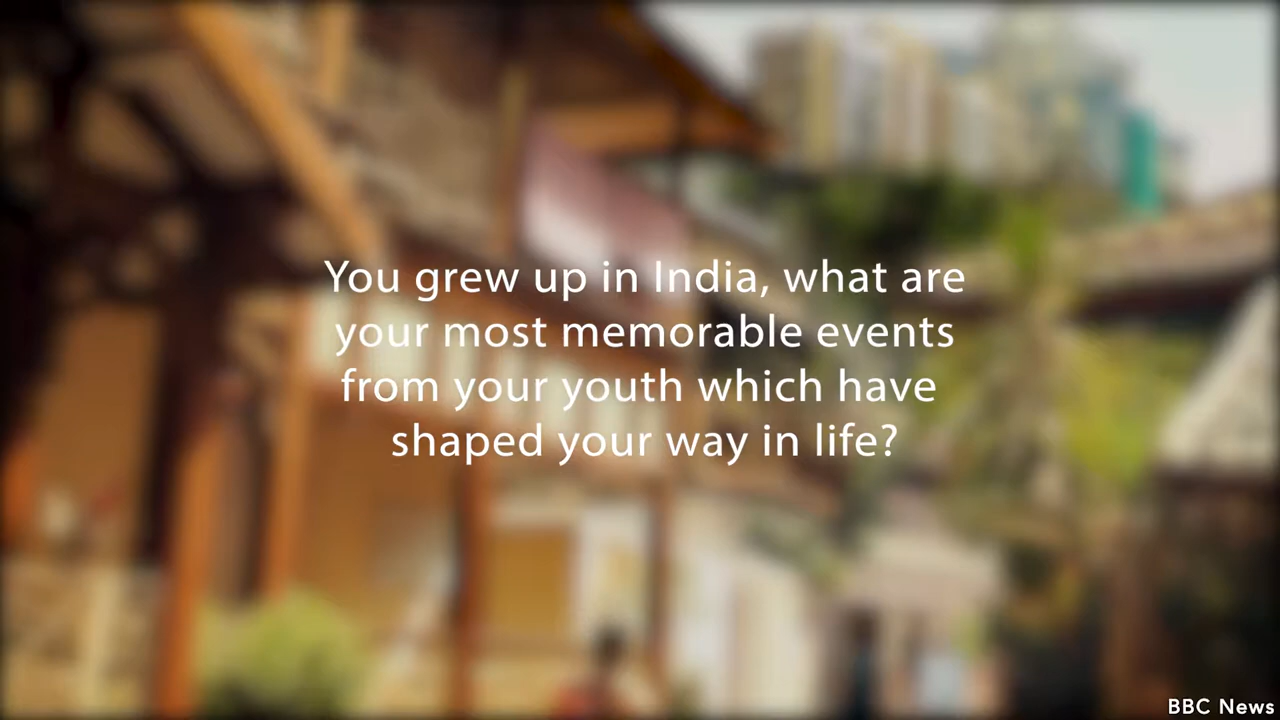 You grew up in India, what are
your most memorable events
from your youth which have
shaped your way in life?
BBC News